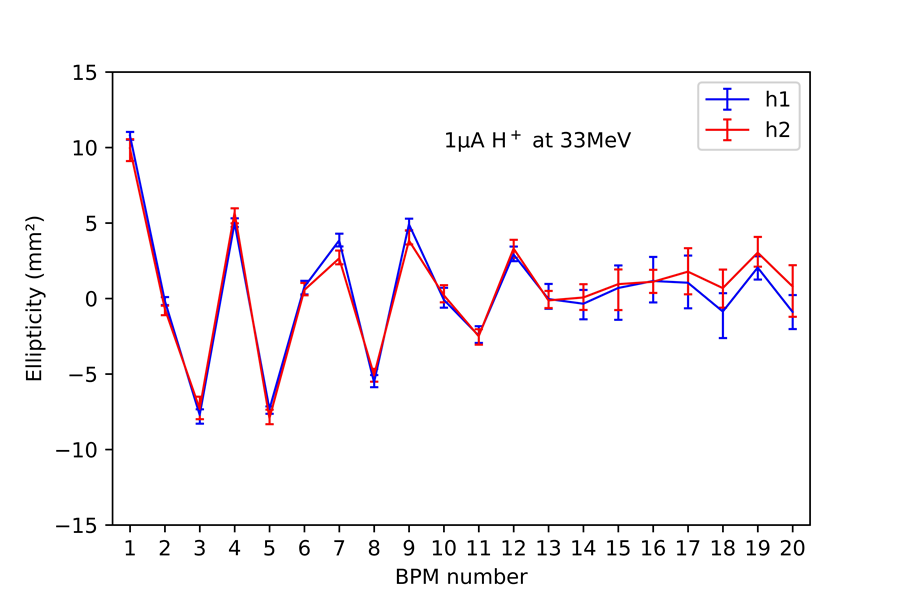 15
10
5
0
−5
−10
−15
Ellipticity (mm²)
1μA H⁺ at 33MeV
h1
h2
1 2 3 4 5 6 7 8 9 10 11 12 13 14 15 16 17 18 19 20
BPM number